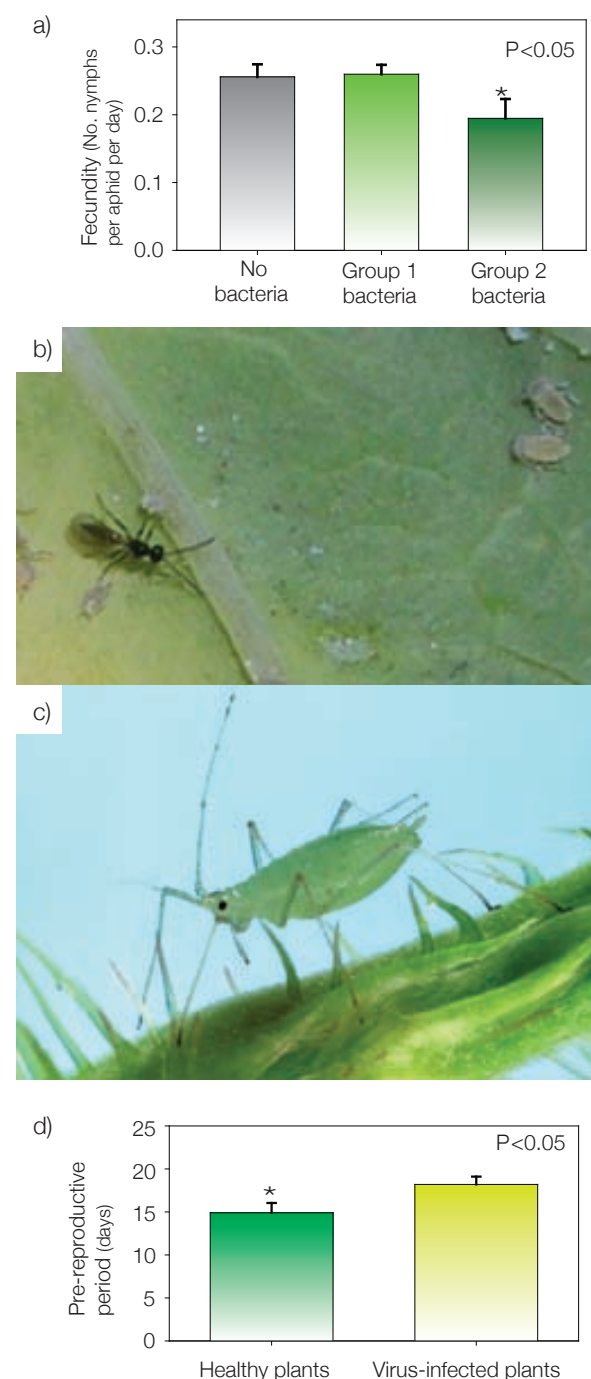 a)
Fecundity (No. nymphs
per aphid per day)
0.3
0.2
0.1
0.0
P<0.05
*
No
bacteria
Group 1
bacteria
Group 2
bacteria
b)
c)
d)
Pre-reproductive
period (days)
25
20
15
10
5
0
P<0.05
*
Healthy plants
Virus-infected plants